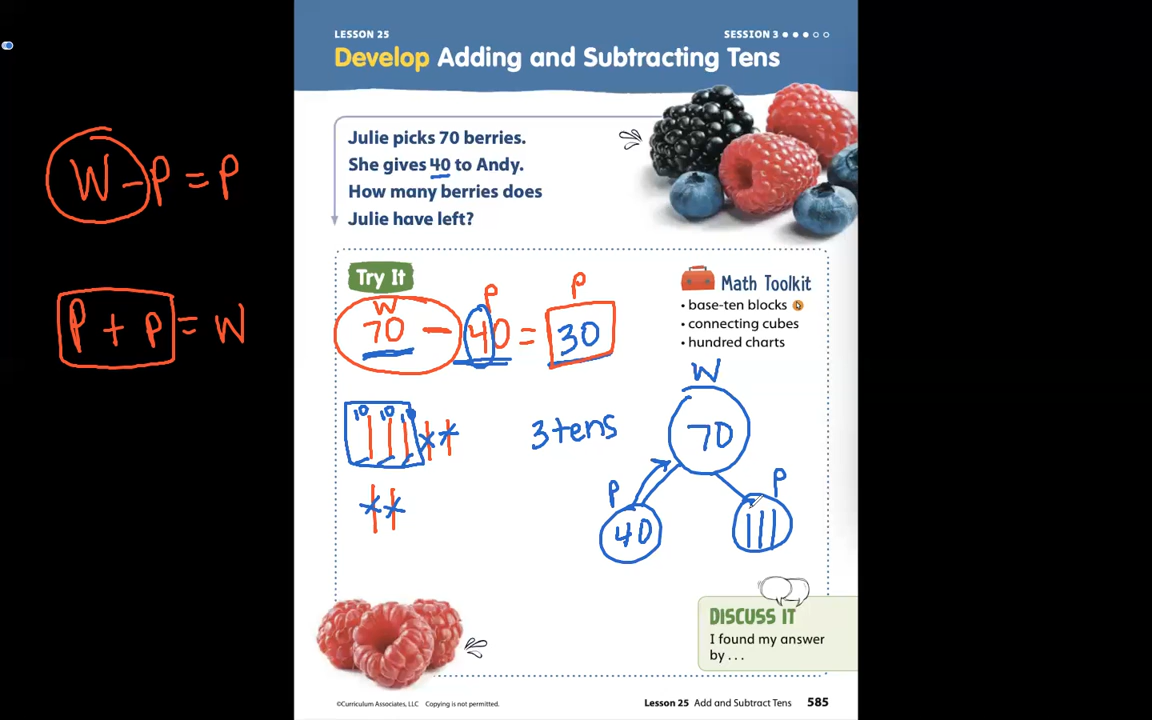 LESSON 25
SESSION 3
Develop Adding and Subtracting Tens
Julie picks 70 berries.
She gives 40 to Andy.
How many berries does
Julie have left?
W - P = P
P + P = W
Try It
W P P
70 - 40 = 30
Math Toolkit
• base-ten blocks
• connecting cubes
• hundred charts
10 10 10
3 tens
W
70
P
40
P
DISCUSS IT
I found my answer
by . . .
©Curriculum Associates, LLC Copying is not permitted.
Lesson 25 Add and Subtract Tens 585